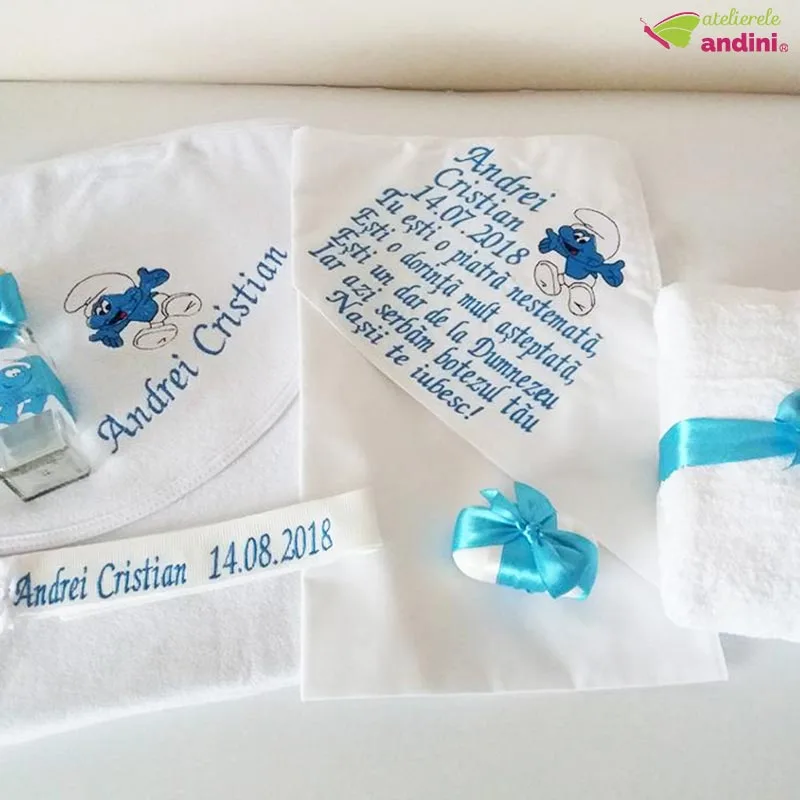 atelierele
andini®
Andrei
Cristian
14.07.2018
Tu ești o piatră nestemată,
Ești o dorință mult așteptată,
Ești un dar de la Dumnezeu
Iar azi serbăm botezul tău
Nașii te iubesc!
Andrei Cristian
Andrei Cristian 14.08.2018